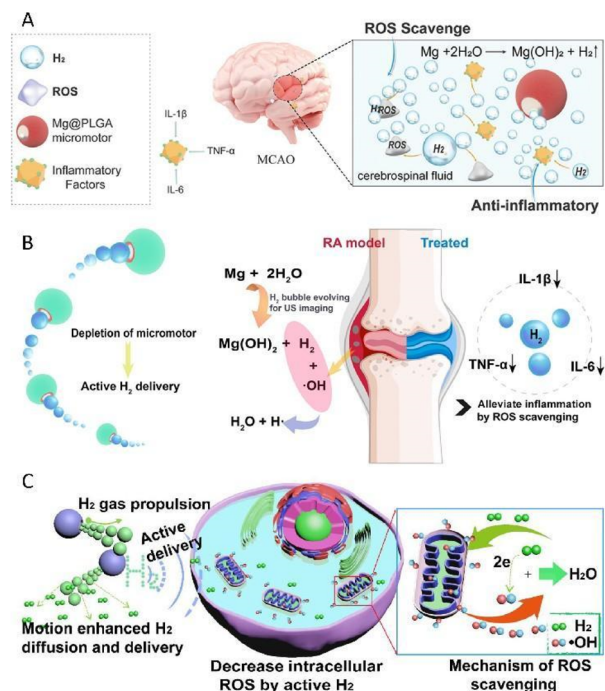 A
H₂
ROS
Mg@PLGA
micromotor
Inflammatory
Factors
IL-1β
TNF-α
IL-6
MCAO
ROS Scavenge
Mg +2H₂O → Mg(OH)₂ + H₂↑
ROS
ROS
H₂
H₂
cerebrospinal fluid
Anti-inflammatory
B
Depletion of micromotor
Active H₂ delivery
Mg + 2H₂O
H₂ bubble evolving
for US imaging
Mg(OH)₂ + H₂
+
·OH
H₂O + H·
RA model
Treated
IL-1β↓
H₂
TNF-α↓
IL-6↓
Alleviate inflammation
by ROS scavenging
C
H₂ gas propulsion
Active
delivery
Motion enhanced H₂
diffusion and delivery
Decrease intracellular
ROS by active H₂
2e
+
H₂O
H₂
·OH
Mechanism of ROS
scavenging